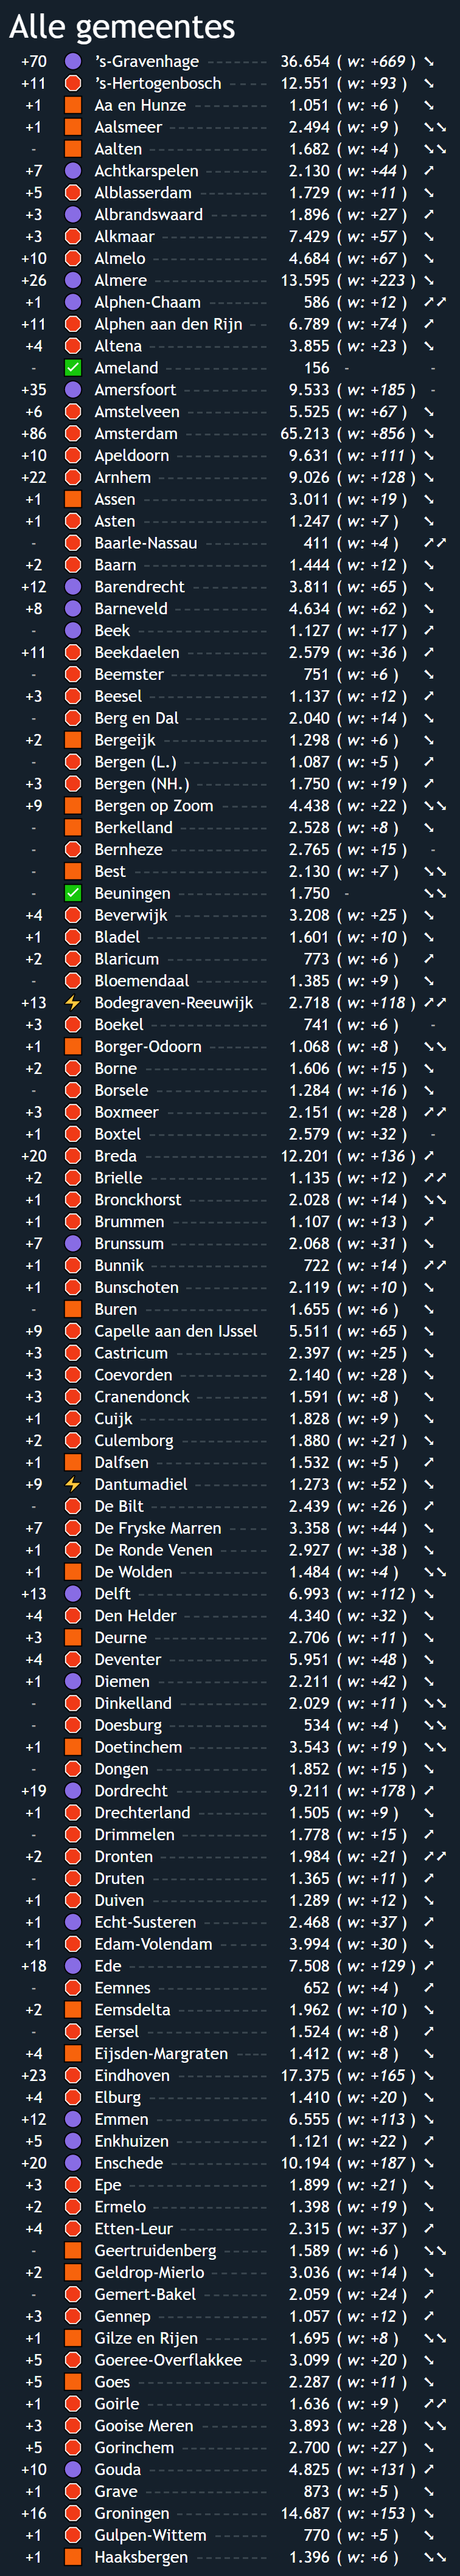 Alle gemeentes
+70 ’s-Gravenhage 36.654 ( w: +669 ) ➘
+11 ’s-Hertogenbosch 12.551 ( w: +93 ) ➘
+1 Aa en Hunze 1.051 ( w: +6 ) ➘
+1 Aalsmeer 2.494 ( w: +9 ) ➘➘
- Aalten 1.682 ( w: +4 ) ➘➘
+7 Achtkarspelen 2.130 ( w: +44 ) ➚
+5 Alblasserdam 1.729 ( w: +11 ) ➘
+3 Albrandswaard 1.896 ( w: +27 ) ➚
+3 Alkmaar 7.429 ( w: +57 ) ➘
+10 Almelo 4.684 ( w: +67 ) ➘
+26 Almere 13.595 ( w: +223 ) ➘
+1 Alphen-Chaam 586 ( w: +12 ) ➚➚
+11 Alphen aan den Rijn 6.789 ( w: +74 ) ➚
+4 Altena 3.855 ( w: +23 ) ➘
- Ameland 156 - -
+35 Amersfoort 9.533 ( w: +185 ) -
+6 Amstelveen 5.525 ( w: +67 ) ➘
+86 Amsterdam 65.213 ( w: +856 ) ➘
+10 Apeldoorn 9.631 ( w: +111 ) ➘
+22 Arnhem 9.026 ( w: +128 ) ➘
+1 Assen 3.011 ( w: +19 ) ➘
+1 Asten 1.247 ( w: +7 ) ➘
- Baarle-Nassau 411 ( w: +4 ) ➚➚
+2 Baarn 1.444 ( w: +12 ) ➘
+12 Barendrecht 3.811 ( w: +65 ) ➘
+8 Barneveld 4.634 ( w: +62 ) ➘
- Beek 1.127 ( w: +17 ) ➚
+11 Beekdaelen 2.579 ( w: +36 ) ➚
- Beemster 751 ( w: +6 ) ➘
+3 Beesel 1.137 ( w: +12 ) ➚
- Berg en Dal 2.040 ( w: +14 ) ➘
+2 Bergeijk 1.298 ( w: +6 ) ➘
- Bergen (L.) 1.087 ( w: +5 ) ➚
+3 Bergen (NH.) 1.750 ( w: +19 ) ➚
+9 Bergen op Zoom 4.438 ( w: +22 ) ➘➘
- Berkelland 2.528 ( w: +8 ) ➘
- Bernheze 2.765 ( w: +15 ) -
- Best 2.130 ( w: +7 ) ➘➘
- Beuningen 1.750 - ➘➘
+4 Beverwijk 3.208 ( w: +25 ) ➘
+1 Bladel 1.601 ( w: +10 ) ➘
+2 Blaricum 773 ( w: +6 ) ➚
- Bloemendaal 1.385 ( w: +9 ) ➘
+13 Bodegraven-Reeuwijk 2.718 ( w: +118 ) ➚➚
+3 Boekel 741 ( w: +6 ) -
+1 Borger-Odoorn 1.068 ( w: +8 ) ➘➘
+2 Borne 1.606 ( w: +15 ) ➘
- Borsele 1.284 ( w: +16 ) ➘
+3 Boxmeer 2.151 ( w: +28 ) ➚➚
+1 Boxtel 2.579 ( w: +32 ) -
+20 Breda 12.201 ( w: +136 ) ➚
+2 Brielle 1.135 ( w: +12 ) ➚➚
+1 Bronckhorst 2.028 ( w: +14 ) ➘➘
+1 Brummen 1.107 ( w: +13 ) ➚
+7 Brunssum 2.068 ( w: +31 ) ➘
+1 Bunnik 722 ( w: +14 ) ➚➚
+1 Bunschoten 2.119 ( w: +10 ) ➘
- Buren 1.655 ( w: +6 ) ➘
+9 Capelle aan den IJssel 5.511 ( w: +65 ) ➘
+3 Castricum 2.397 ( w: +25 ) ➘
+3 Coevorden 2.140 ( w: +28 ) ➘
+3 Cranendonck 1.591 ( w: +8 ) ➘
+1 Cuijk 1.828 ( w: +9 ) ➘
+2 Culemborg 1.880 ( w: +21 ) ➘
+1 Dalfsen 1.532 ( w: +5 ) ➚
+9 Dantumadiel 1.273 ( w: +52 ) ➘
- De Bilt 2.439 ( w: +26 ) ➚
+7 De Fryske Marren 3.358 ( w: +44 ) ➘
+1 De Ronde Venen 2.927 ( w: +38 ) ➘
+1 De Wolden 1.484 ( w: +4 ) ➘➘
+13 Delft 6.993 ( w: +112 ) ➘
+4 Den Helder 4.340 ( w: +32 ) ➘
+3 Deurne 2.706 ( w: +11 ) ➘
+4 Deventer 5.951 ( w: +48 ) ➘
+1 Diemen 2.211 ( w: +42 ) ➘
- Dinkelland 2.029 ( w: +11 ) ➘➘
- Doesburg 534 ( w: +4 ) ➘➘
+1 Doetinchem 3.543 ( w: +19 ) ➘➘
- Dongen 1.852 ( w: +15 ) ➘
+19 Dordrecht 9.211 ( w: +178 ) ➚
+1 Drechterland 1.505 ( w: +9 ) ➘
- Drimmelen 1.778 ( w: +15 ) ➚
+2 Dronten 1.984 ( w: +21 ) ➚➚
- Druten 1.365 ( w: +11 ) ➚
+1 Duiven 1.289 ( w: +12 ) ➘
+1 Echt-Susteren 2.468 ( w: +37 ) ➚
+1 Edam-Volendam 3.994 ( w: +30 ) ➘
+18 Ede 7.508 ( w: +129 ) ➚
- Eemnes 652 ( w: +4 ) ➚
+2 Eemsdelta 1.962 ( w: +10 ) ➘
- Eersel 1.524 ( w: +8 ) ➚
+4 Eijsden-Margraten 1.412 ( w: +8 ) ➘
+23 Eindhoven 17.375 ( w: +165 ) ➘
+4 Elburg 1.410 ( w: +20 ) ➘
+12 Emmen 6.555 ( w: +113 ) ➘
+5 Enkhuizen 1.121 ( w: +22 ) ➚
+20 Enschede 10.194 ( w: +187 ) ➘
+3 Epe 1.899 ( w: +21 ) ➘
+2 Ermelo 1.398 ( w: +19 ) ➘
+4 Etten-Leur 2.315 ( w: +37 ) ➚
- Geertruidenberg 1.589 ( w: +6 ) ➘➘
+2 Geldrop-Mierlo 3.036 ( w: +14 ) ➘
- Gemert-Bakel 2.059 ( w: +24 ) ➚
+3 Gennep 1.057 ( w: +12 ) ➚
+1 Gilze en Rijen 1.695 ( w: +8 ) ➘➘
+5 Goeree-Overflakkee 3.099 ( w: +20 ) ➘
+5 Goes 2.287 ( w: +11 ) ➘
+1 Goirle 1.636 ( w: +9 ) ➚➚
+3 Gooise Meren 3.893 ( w: +28 ) ➘➘
+5 Gorinchem 2.700 ( w: +27 ) ➘
+10 Gouda 4.825 ( w: +131 ) ➚
+1 Grave 873 ( w: +5 ) ➘
+16 Groningen 14.687 ( w: +153 ) ➘
+1 Gulpen-Wittem 770 ( w: +5 ) ➘
+1 Haaksbergen 1.396 ( w: +6 ) ➘➘